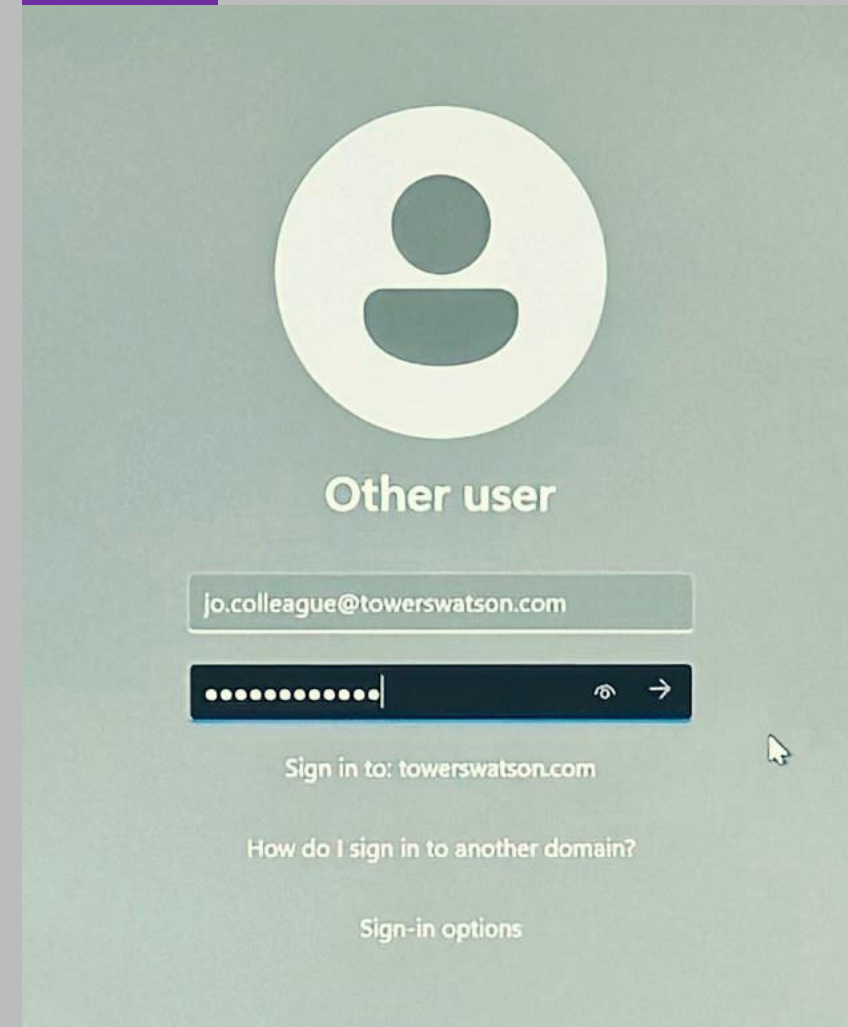 Other user
jo.colleague@towerswatson.com
••••••••••••
Sign in to: towerswatson.com
How do I sign in to another domain?
Sign-in options